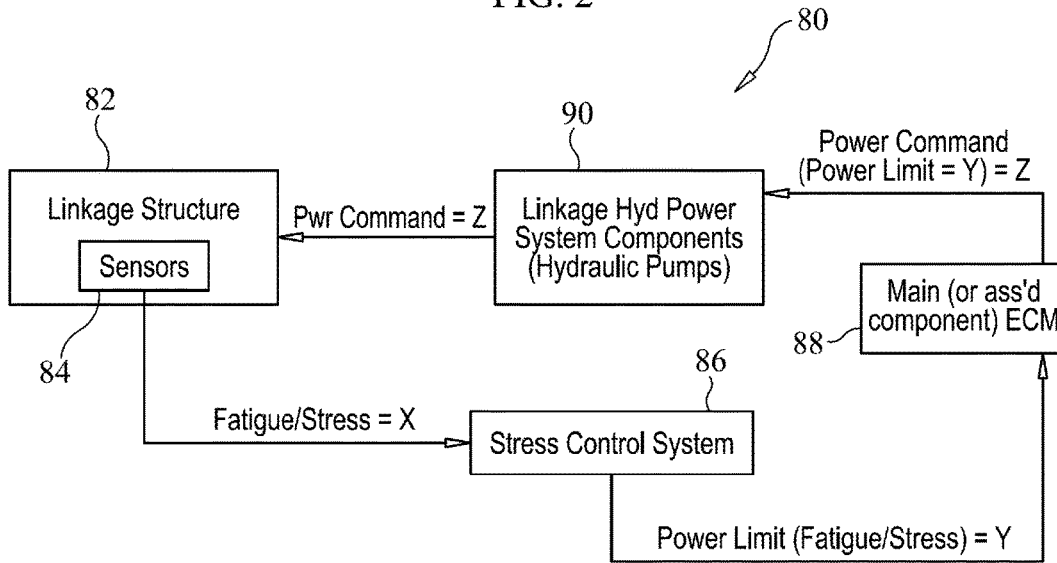 FIG. 2
80
82
90
Power Command
(Power Limit = Y) = Z
Linkage Structure
Sensors
Pwr Command = Z
Linkage Hyd Power
System Components
(Hydraulic Pumps)
Main (or ass'd
component) ECM
88
84
86
Fatigue/Stress = X
Stress Control System
Power Limit (Fatigue/Stress) = Y